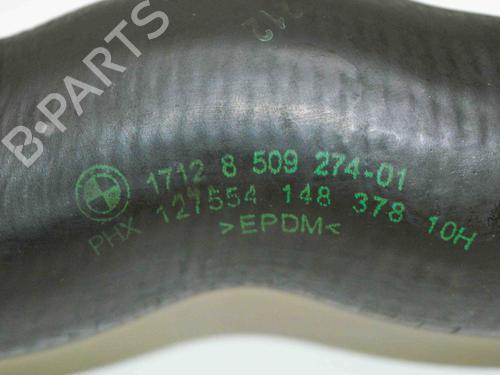 B-PARTS
1712 8 509 274-01
PHX 127554 148 378 10H
>EPDM<